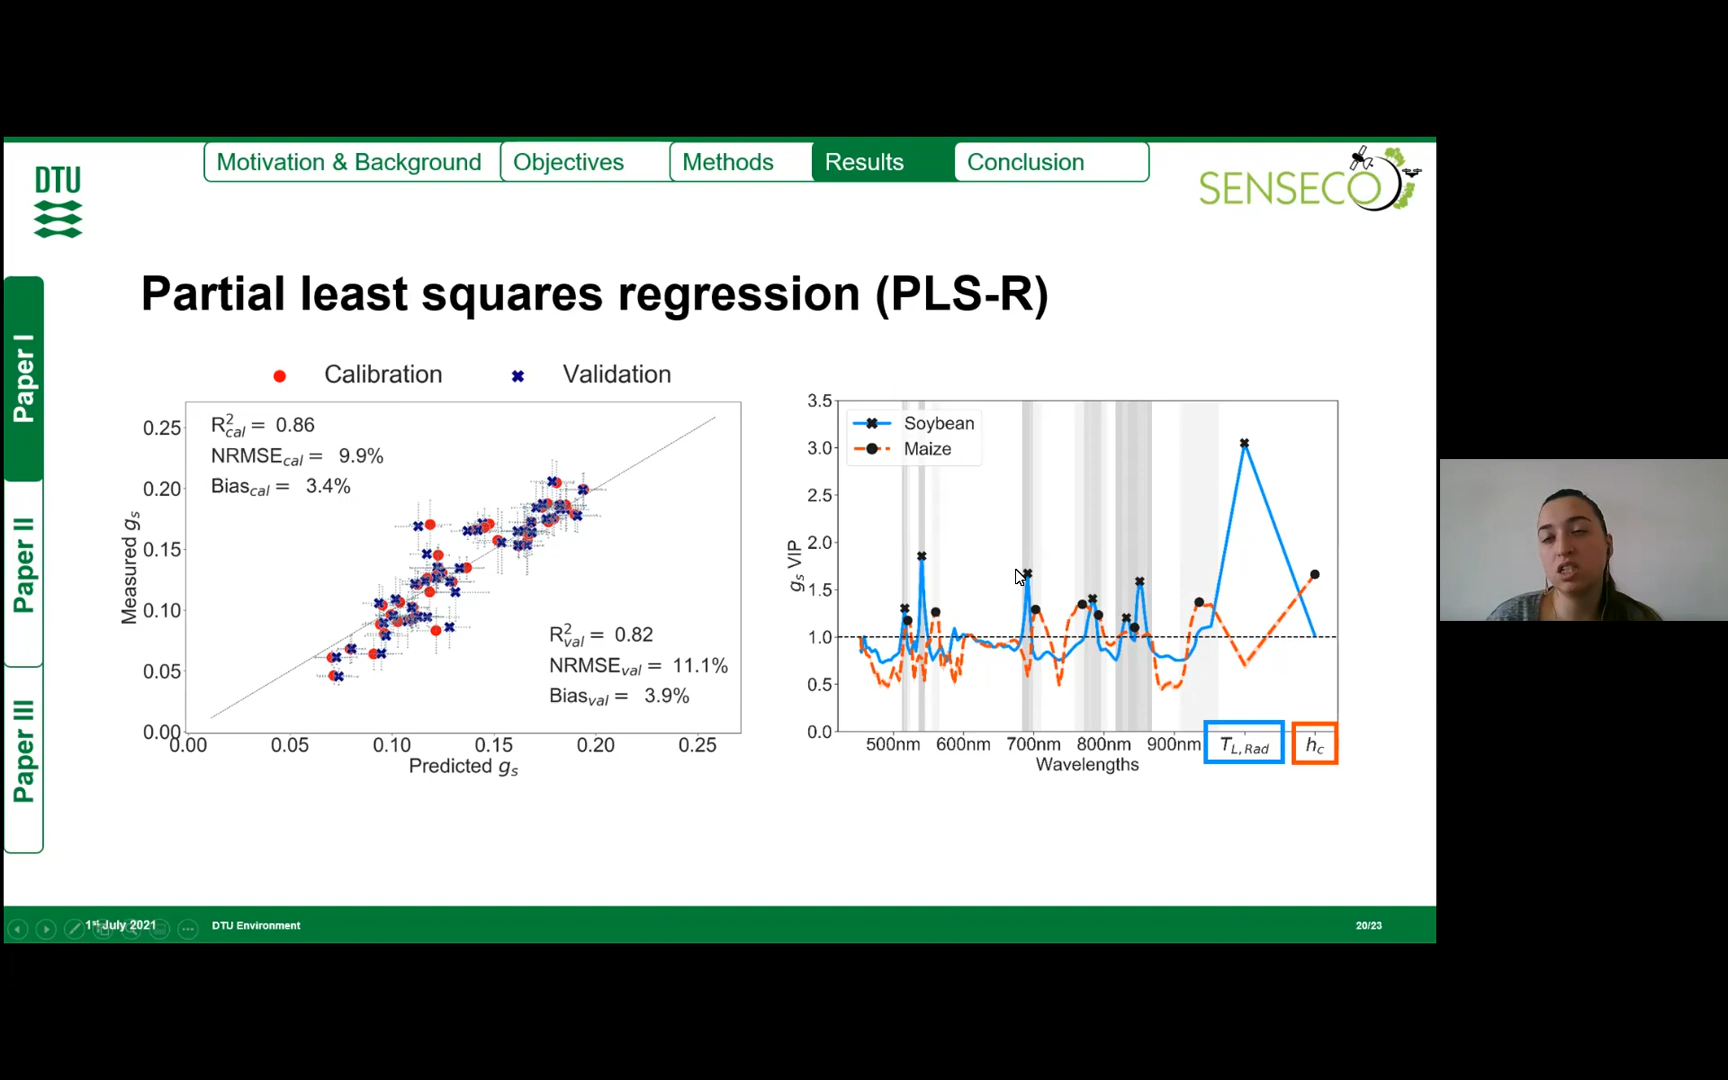 Motivation & Background
Objectives
Methods
Results
Conclusion
DTU
SENSECO
Partial least squares regression (PLS-R)
Paper I
Paper II
Paper III
Calibration
Validation
R²cal = 0.86
NRMSEcal = 9.9%
Biascal = 3.4%
R²val = 0.82
NRMSEval = 11.1%
Biasval = 3.9%
Measured gs
0.25
0.20
0.15
0.10
0.05
0.00
0.00 0.05 0.10 0.15 0.20 0.25
Predicted gs
Soybean
Maize
gs VIP
3.5
3.0
2.5
2.0
1.5
1.0
0.5
0.0
500nm 600nm 700nm 800nm 900nm TL,Rad hc
Wavelengths
1st July 2021
DTU Environment
20/23